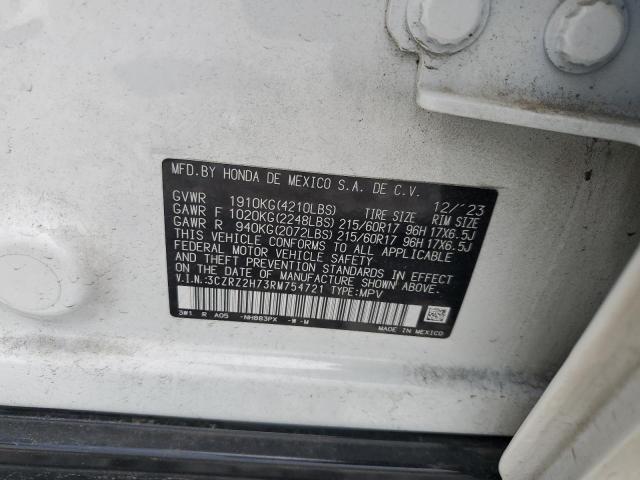 MFD.BY HONDA DE MEXICO S.A. DE C.V.
12/'23
GVWR 1910KG(4210LBS) TIRE SIZE RIM SIZE
GAWR F 1020KG(2248LBS) 215/60R17 96H 17X6.5J
GAWR R 940KG(2072LBS) 215/60R17 96H 17X6.5J
THIS VEHICLE CONFORMS TO ALL APPLICABLE
FEDERAL MOTOR VEHICLE SAFETY
AND THEFT PREVENTION STANDARDS IN EFFECT
ON THE DATE OF MANUFACTURE SHOWN ABOVE.
V.I.N.:3CZRZ2H73RM754721 TYPE:MPV
3W1 R A05 -NH883PX -W -M
MADE IN MEXICO